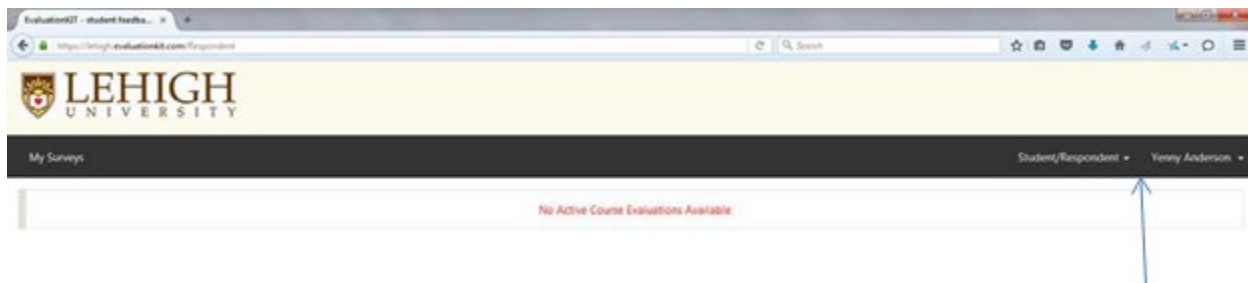 EvaluationKIT - student feedba...
https://lehigh.evaluationkit.com/Respondent
Search
LEHIGH
UNIVERSITY
My Surveys
Student/Respondent
Yenny Anderson
No Active Course Evaluations Available